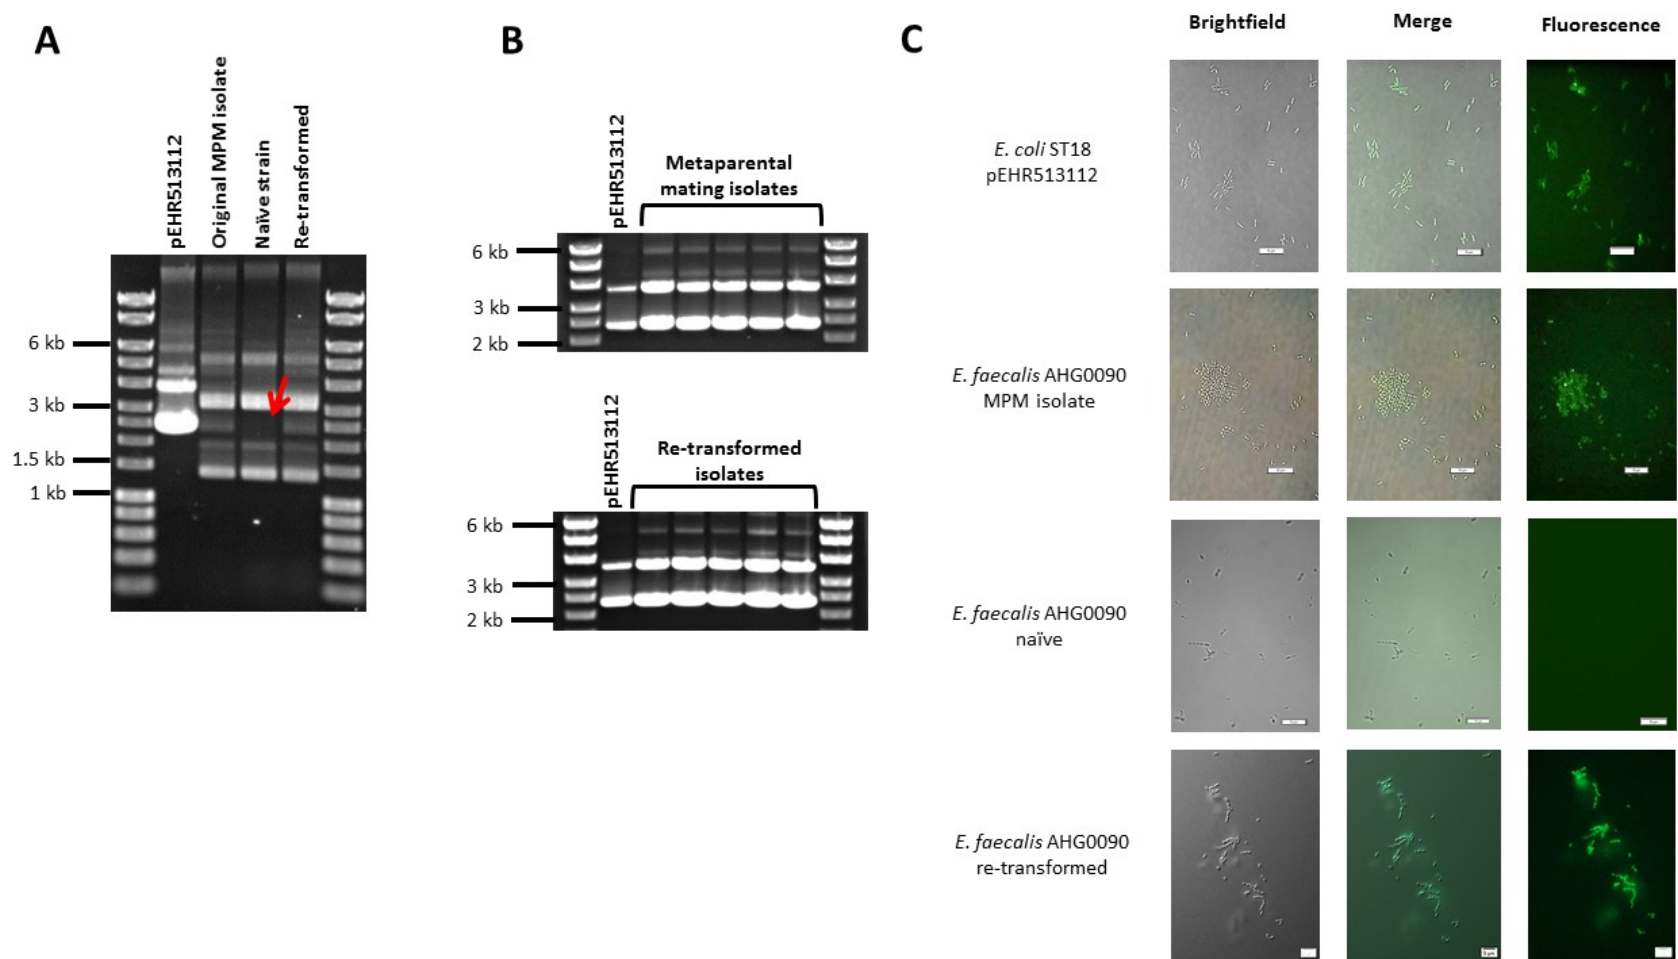 A
pEHR513112
Original MPM isolate
Naïve strain
Re-transformed
6 kb
3 kb
1.5 kb
1 kb
B
pEHR513112
Metaparental
mating isolates
6 kb
3 kb
2 kb
pEHR513112
Re-transformed
isolates
6 kb
3 kb
2 kb
C
Brightfield
Merge
Fluorescence
E. coli ST18
pEHR513112
E. faecalis AHG0090
MPM isolate
E. faecalis AHG0090
naïve
E. faecalis AHG0090
re-transformed